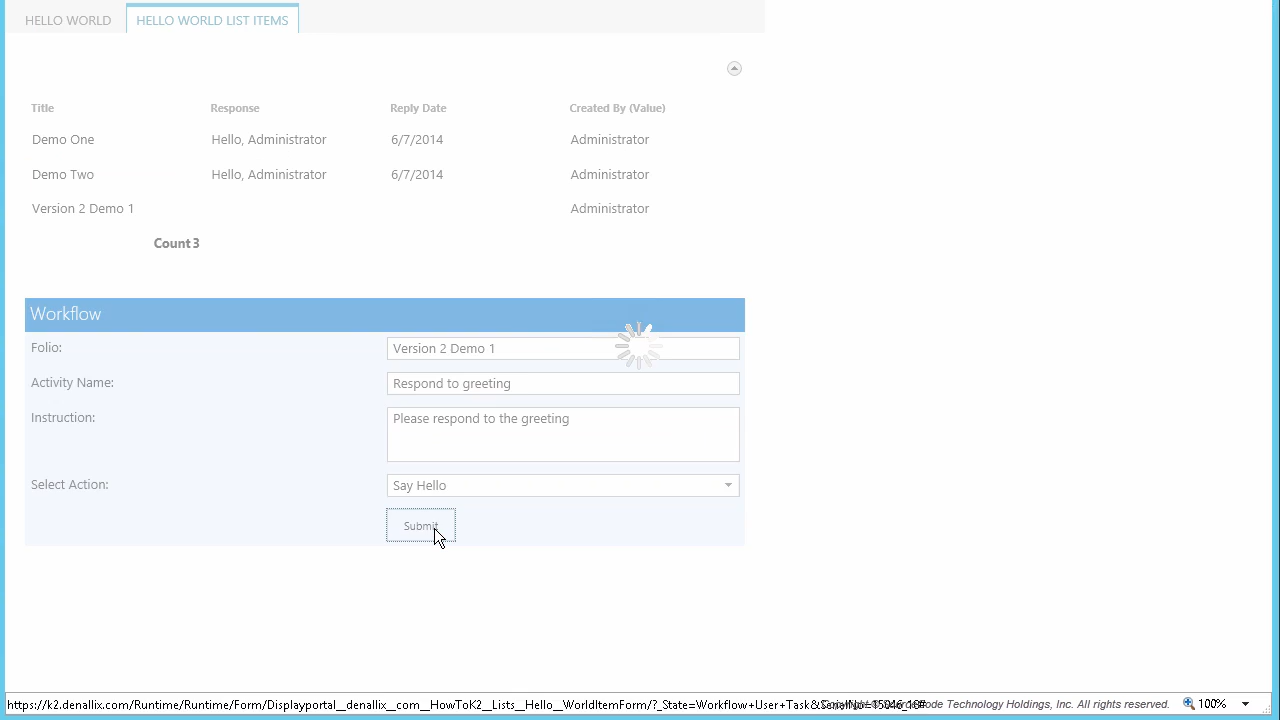 HELLO WORLD HELLO WORLD LIST ITEMS
Title Response Reply Date Created By (Value)
Demo One Hello, Administrator 6/7/2014 Administrator
Demo Two Hello, Administrator 6/7/2014 Administrator
Version 2 Demo 1 Administrator
Count 3
Workflow
Folio: Version 2 Demo 1
Activity Name: Respond to greeting
Instruction: Please respond to the greeting
Select Action: Say Hello
Submit
https://k2.denallix.com/Runtime/Runtime/Form/Displayportal__denallix__com__HowToK2__Lists__Hello__WorldItemForm/?_State=Workflow+User+Task& Technology Holdings, Inc. All rights reserved. 100%